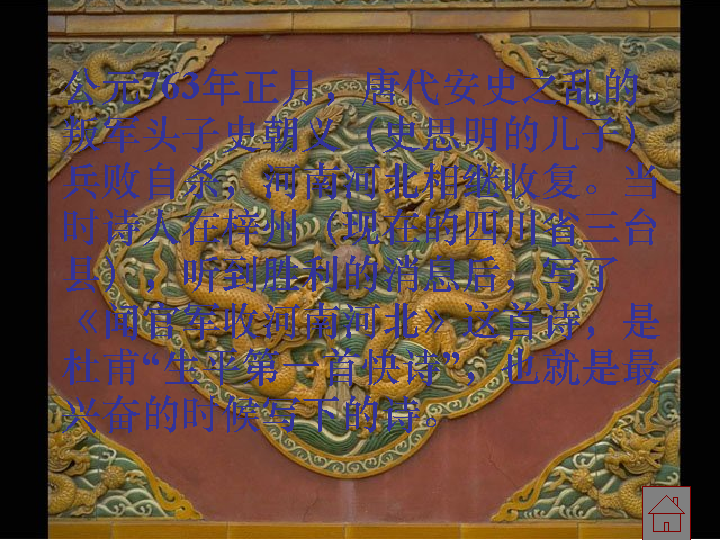 公元763年正月，唐代安史之乱的
叛军头子史朝义（史思明的儿子）
兵败自杀，河南河北相继收复。当
时诗人在梓州（现在的四川省三台
县），听到胜利的消息后，写了
《闻官军收河南河北》这首诗，是
杜甫“生平第一首快诗”，也就是最
兴奋的时候写下的诗。